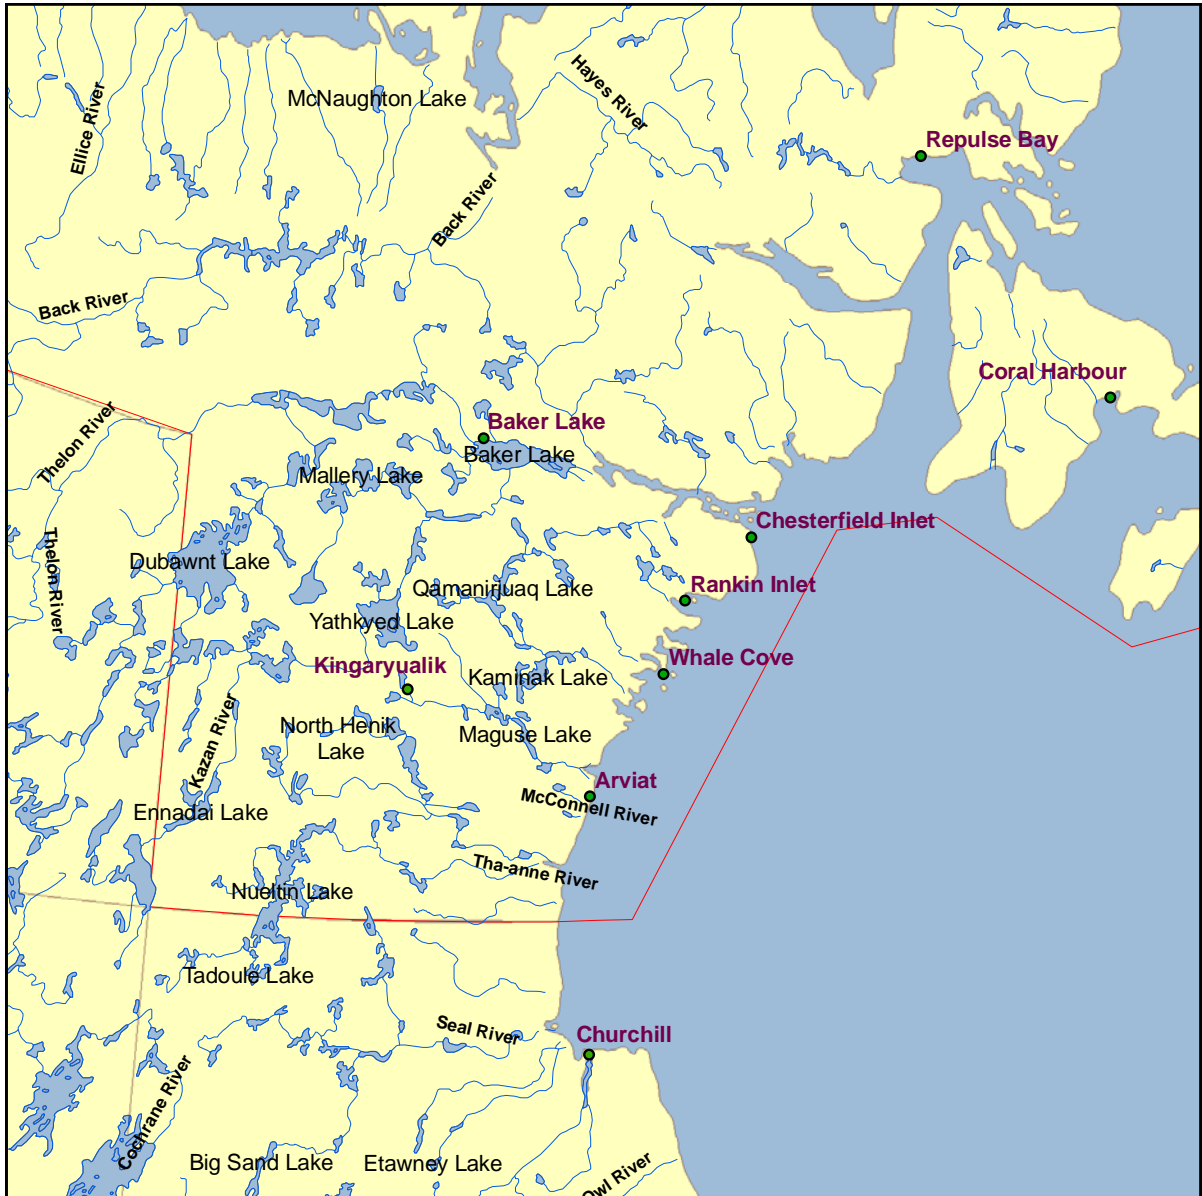 McNaughton Lake
Hayes River
Ellice River
Repulse Bay
Back River
Back River
Coral Harbour
Thelon River
Baker Lake
Baker Lake
Mallery Lake
Chesterfield Inlet
Thelon River
Dubawnt Lake
Qamanirjuaq Lake
Rankin Inlet
Yathkyed Lake
Whale Cove
Kingaryualik
Kaminak Lake
Kazan River
North Henik
Lake
Maguse Lake
Arviat
McConnell River
Ennadai Lake
Tha-anne River
Nueltin Lake
Tadoule Lake
Seal River
Churchill
Cochrane River
Big Sand Lake
Etawney Lake
Owl River